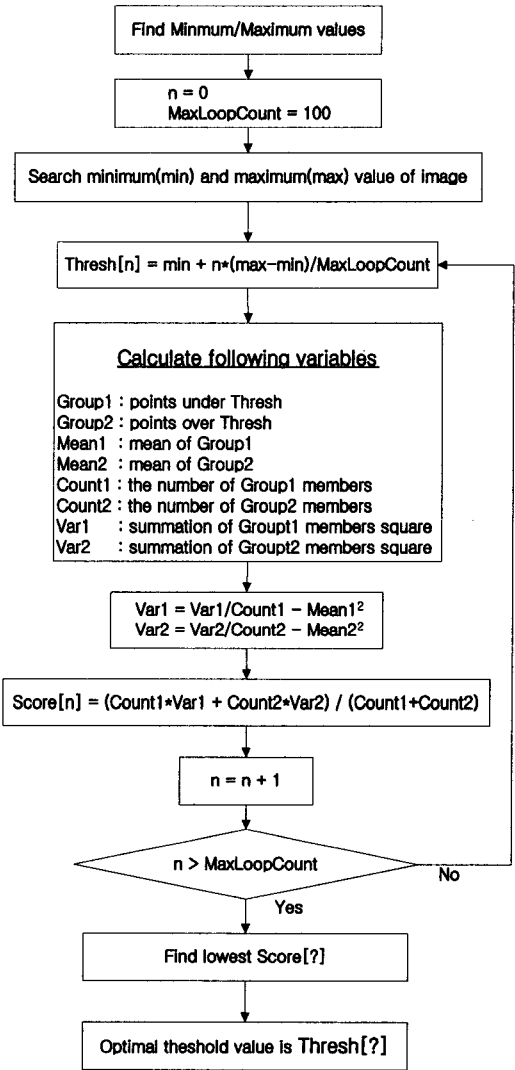 Find Minmum/Maximum values
n = 0
MaxLoopCount = 100
Search minimum(min) and maximum(max) value of image
Thresh[n] = min + n*(max-min)/MaxLoopCount
Calculate following variables
Group1 : points under Thresh
Group2 : points over Thresh
Mean1 : mean of Group1
Mean2 : mean of Group2
Count1 : the number of Group1 members
Count2 : the number of Group2 members
Var1 : summation of Groupt1 members square
Var2 : summation of Groupt2 members square
Var1 = Var1/Count1 - Mean1²
Var2 = Var2/Count2 - Mean2²
Score[n] = (Count1*Var1 + Count2*Var2) / (Count1+Count2)
n = n + 1
n > MaxLoopCount
No
Yes
Find lowest Score[?]
Optimal theshold value is Thresh[?]